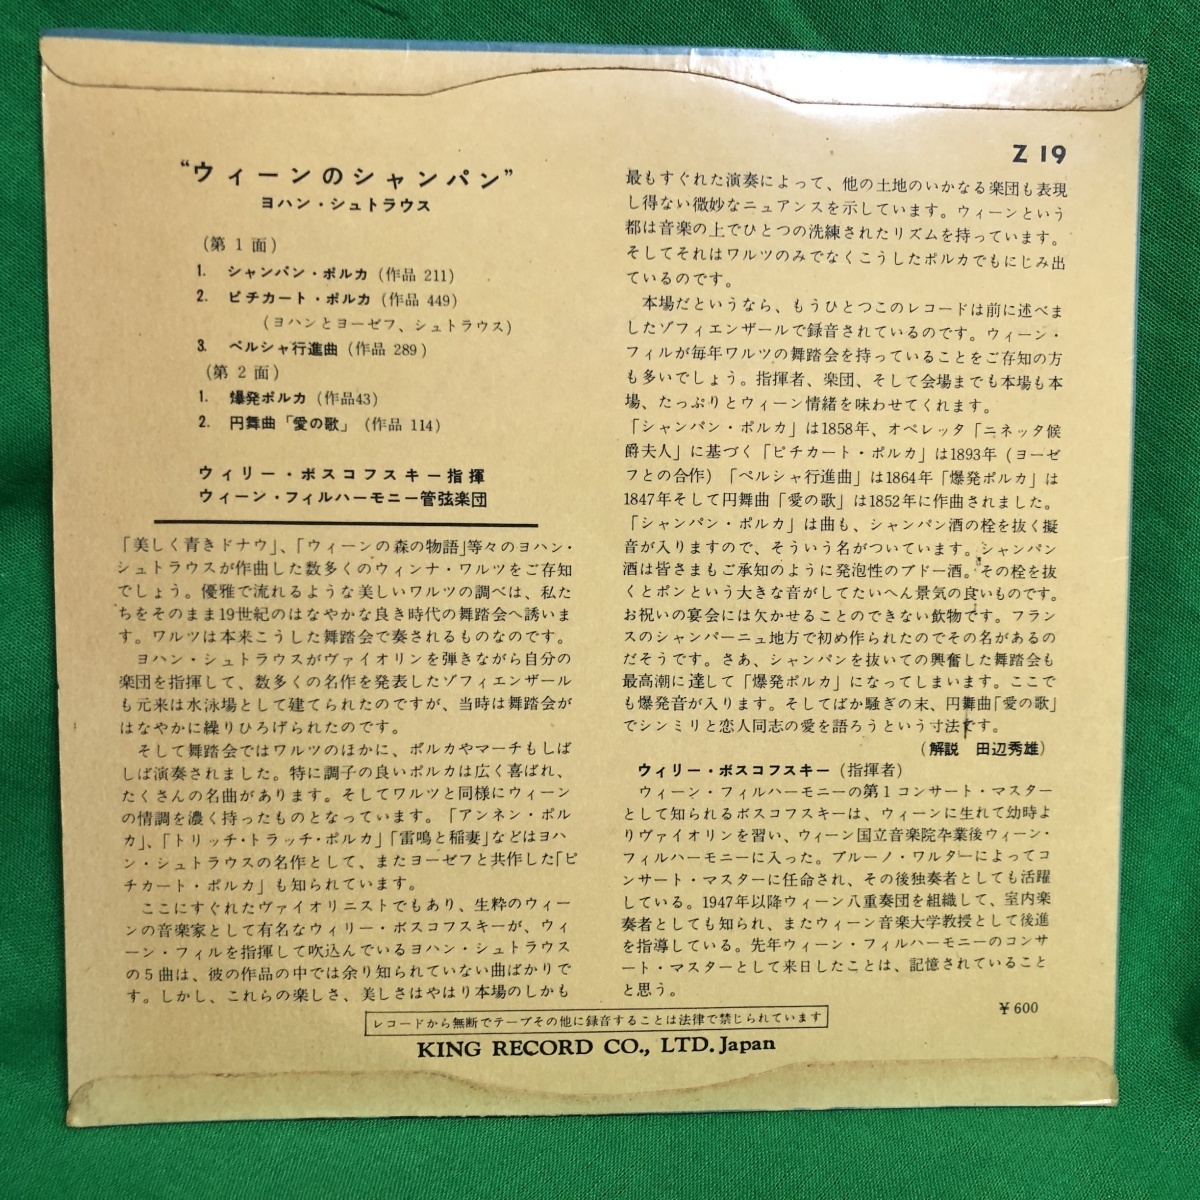 Z 19
“ウィーンのシャンパン”
ヨハン・シュトラウス
(第 1 面)
1. シャンパン・ポルカ (作品 211)
2. ピチカート・ポルカ (作品 449)
(ヨハンとヨーゼフ、シュトラウス)
3. ペルシャ行進曲 (作品 289)
(第 2 面)
1. 爆発ポルカ (作品43)
2. 円舞曲「愛の歌」 (作品 114)
ウィリー・ボスコフスキー指揮
ウィーン・フィルハーモニー管弦楽団
「美しく青きドナウ」、「ウィーンの森の物語」等々のヨハン・
シュトラウスが作曲した数多くのウィンナ・ワルツをご存知
でしょう。優雅で流れるような美しいワルツの調べは、私た
ちをそのまま19世紀のはなやかな良き時代の舞踏会へ誘いま
す。ワルツは本来こうした舞踏会で奏されるものなのです。
ヨハン・シュトラウスがヴァイオリンを弾きながら自分の
楽団を指揮して、数多くの名作を発表したゾフィエンザール
も元来は水泳場として建てられたのですが、当時は舞踏会が
はなやかに繰りひろげられたのです。
そして舞踏会ではワルツのほかに、ポルカやマーチもしば
しば演奏されました。特に調子の良いポルカは広く喜ばれ、
たくさんの名曲があります。そしてワルツと同様にウィーン
の情調を濃く持ったものとなっています。「アンネン・ポル
カ」、「トリッチ・トラッチ・ポルカ」「雷鳴と稲妻」などはヨハ
ン・シュトラウスの名作として、またヨーゼフと共作した「ピ
チカート・ポルカ」も知られています。
ここにすぐれたヴァイオリニストでもあり、生粋のウィー
ンの音楽家として有名なウィリー・ボスコフスキーが、ウィ
ーン・フィルを指揮して吹込んでいるヨハン・シュトラウス
の5曲は、彼の作品の中では余り知られていない曲ばかりで
す。しかし、これらの楽しさ、美しさはやはり本場のしかも
最もすぐれた演奏によって、他の土地のいかなる楽団も表現
し得ない微妙なニュアンスを示しています。ウィーンという
都は音楽の上でひとつの洗練されたリズムを持っています。
そしてそれはワルツのみでなくこうしたポルカでもにじみ出
ているのです。
本場だというなら、もうひとつこのレコードは前に述べま
したゾフィエンザールで録音されているのです。ウィーン・
フィルが毎年ワルツの舞踏会を持っていることをご存知の方
も多いでしょう。指揮者、楽団、そして会場までも本場も本
場、たっぷりとウィーン情緒を味わせてくれます。
「シャンパン・ポルカ」は1858年、オペレッタ「ニネッタ候
爵夫人」に基づく「ピチカート・ポルカ」は1893年 (ヨーゼ
フとの合作) 「ペルシャ行進曲」は1864年「爆発ポルカ」は
1847年そして円舞曲「愛の歌」は1852年に作曲されました。
「シャンパン・ポルカ」は曲も、シャンパン酒の栓を抜く擬
音が入りますので、そういう名がついています。シャンパン
酒は皆さまもご承知のように発泡性のブドー酒。その栓を抜
くとポンという大きな音がしてたいへん景気の良いものです。
お祝いの宴会には欠かせることのできない飲物です。フラン
スのシャンパーニュ地方で初め作られたのでその名があるの
だそうです。さあ、シャンパンを抜いての興奮した舞踏会も
最高潮に達して「爆発ポルカ」になってしまいます。ここで
も爆発音が入ります。そしてばか騒ぎの末、円舞曲「愛の歌」
でシンミリと恋人同志の愛を語ろうという寸法です。
(解説 田辺秀雄)
ウィリー・ボスコフスキー (指揮者)
ウィーン・フィルハーモニーの第1コンサート・マスター
として知られるボスコフスキーは、ウィーンに生れて幼時よ
りヴァイオリンを習い、ウィーン国立音楽院卒業後ウィーン・
フィルハーモニーに入った。ブルーノ・ワルターによってコ
ンサート・マスターに任命され、その後独奏者としても活躍
している。1947年以降ウィーン八重奏団を組織して、室内楽
奏者としても知られ、またウィーン音楽大学教授として後進
を指導している。先年ウィーン・フィルハーモニーのコンサ
ート・マスターとして来日したことは、記憶されていること
と思う。
¥600
レコードから無断でテープその他に録音することは法律で禁じられています
KING RECORD CO., LTD. Japan